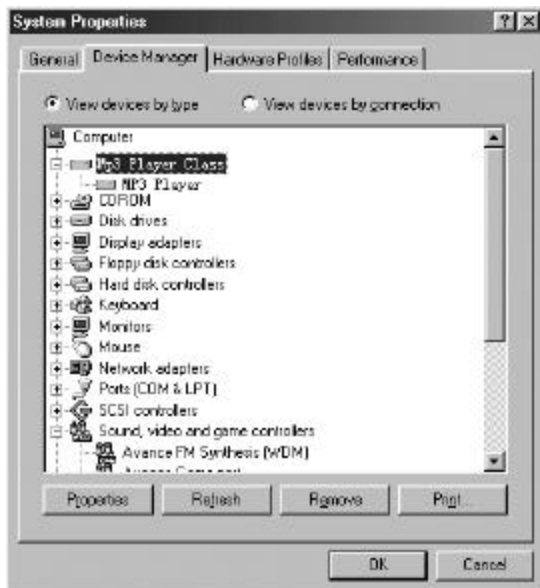 System Properties
General Device Manager Hardware Profiles Performance
View devices by type View devices by connection
Computer
Mp3 Player Class
MP3 Player
CDROM
Disk drives
Display adapters
Floppy disk controllers
Hard disk controllers
Keyboard
Monitors
Mouse
Network adapters
Ports (COM & LPT)
SCSI controllers
Sound, video and game controllers
Avance FM Synthesis (WDM)
Properties Refresh Remove Print...
OK Cancel